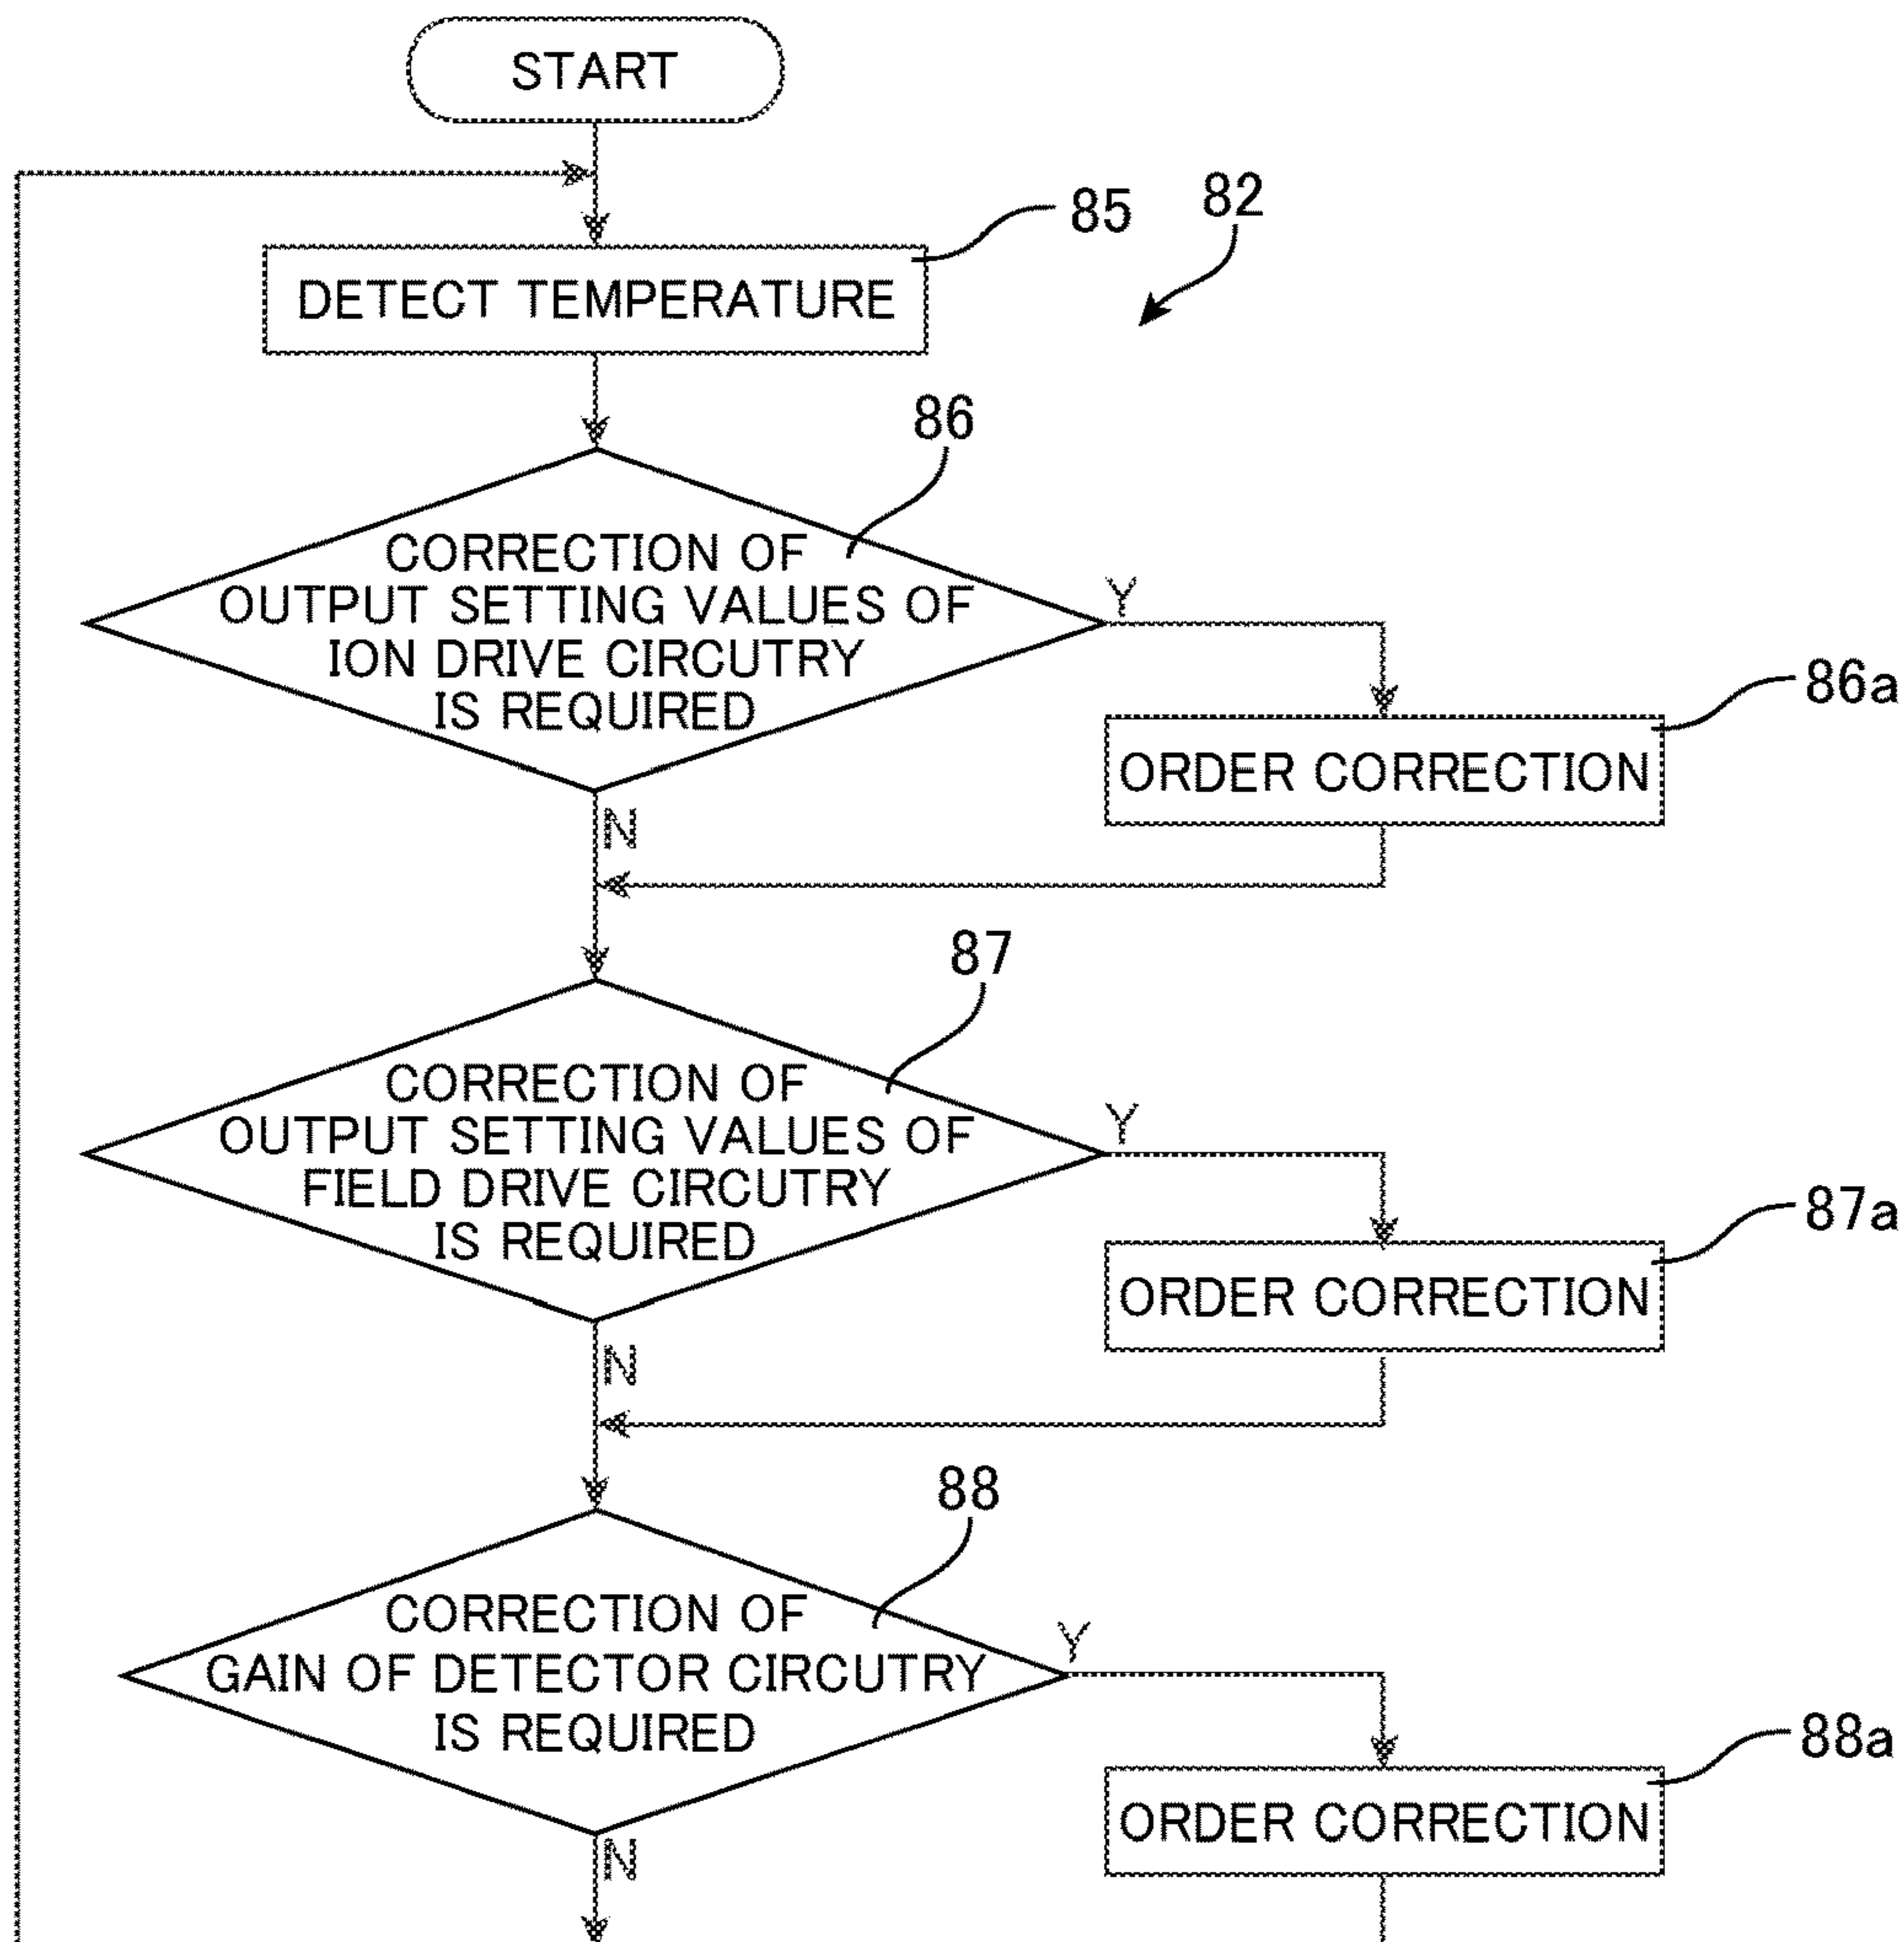 START
85
82
DETECT TEMPERATURE
86
CORRECTION OF
OUTPUT SETTING VALUES OF
ION DRIVE CIRCUTRY
IS REQUIRED
Y
86a
ORDER CORRECTION
N
87
CORRECTION OF
OUTPUT SETTING VALUES OF
FIELD DRIVE CIRCUTRY
IS REQUIRED
Y
87a
ORDER CORRECTION
N
88
CORRECTION OF
GAIN OF DETECTOR CIRCUTRY
IS REQUIRED
Y
88a
ORDER CORRECTION
N